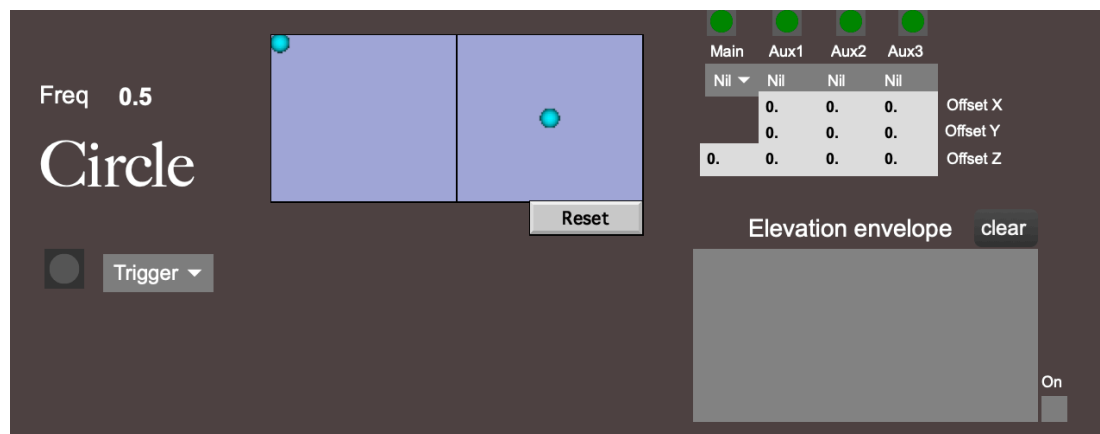 Freq 0.5
Circle
Trigger
Reset
Main Aux1 Aux2 Aux3
Nil Nil Nil Nil
0. 0. 0. Offset X
0. 0. 0. Offset Y
0. 0. 0. 0. Offset Z
Elevation envelope clear
On